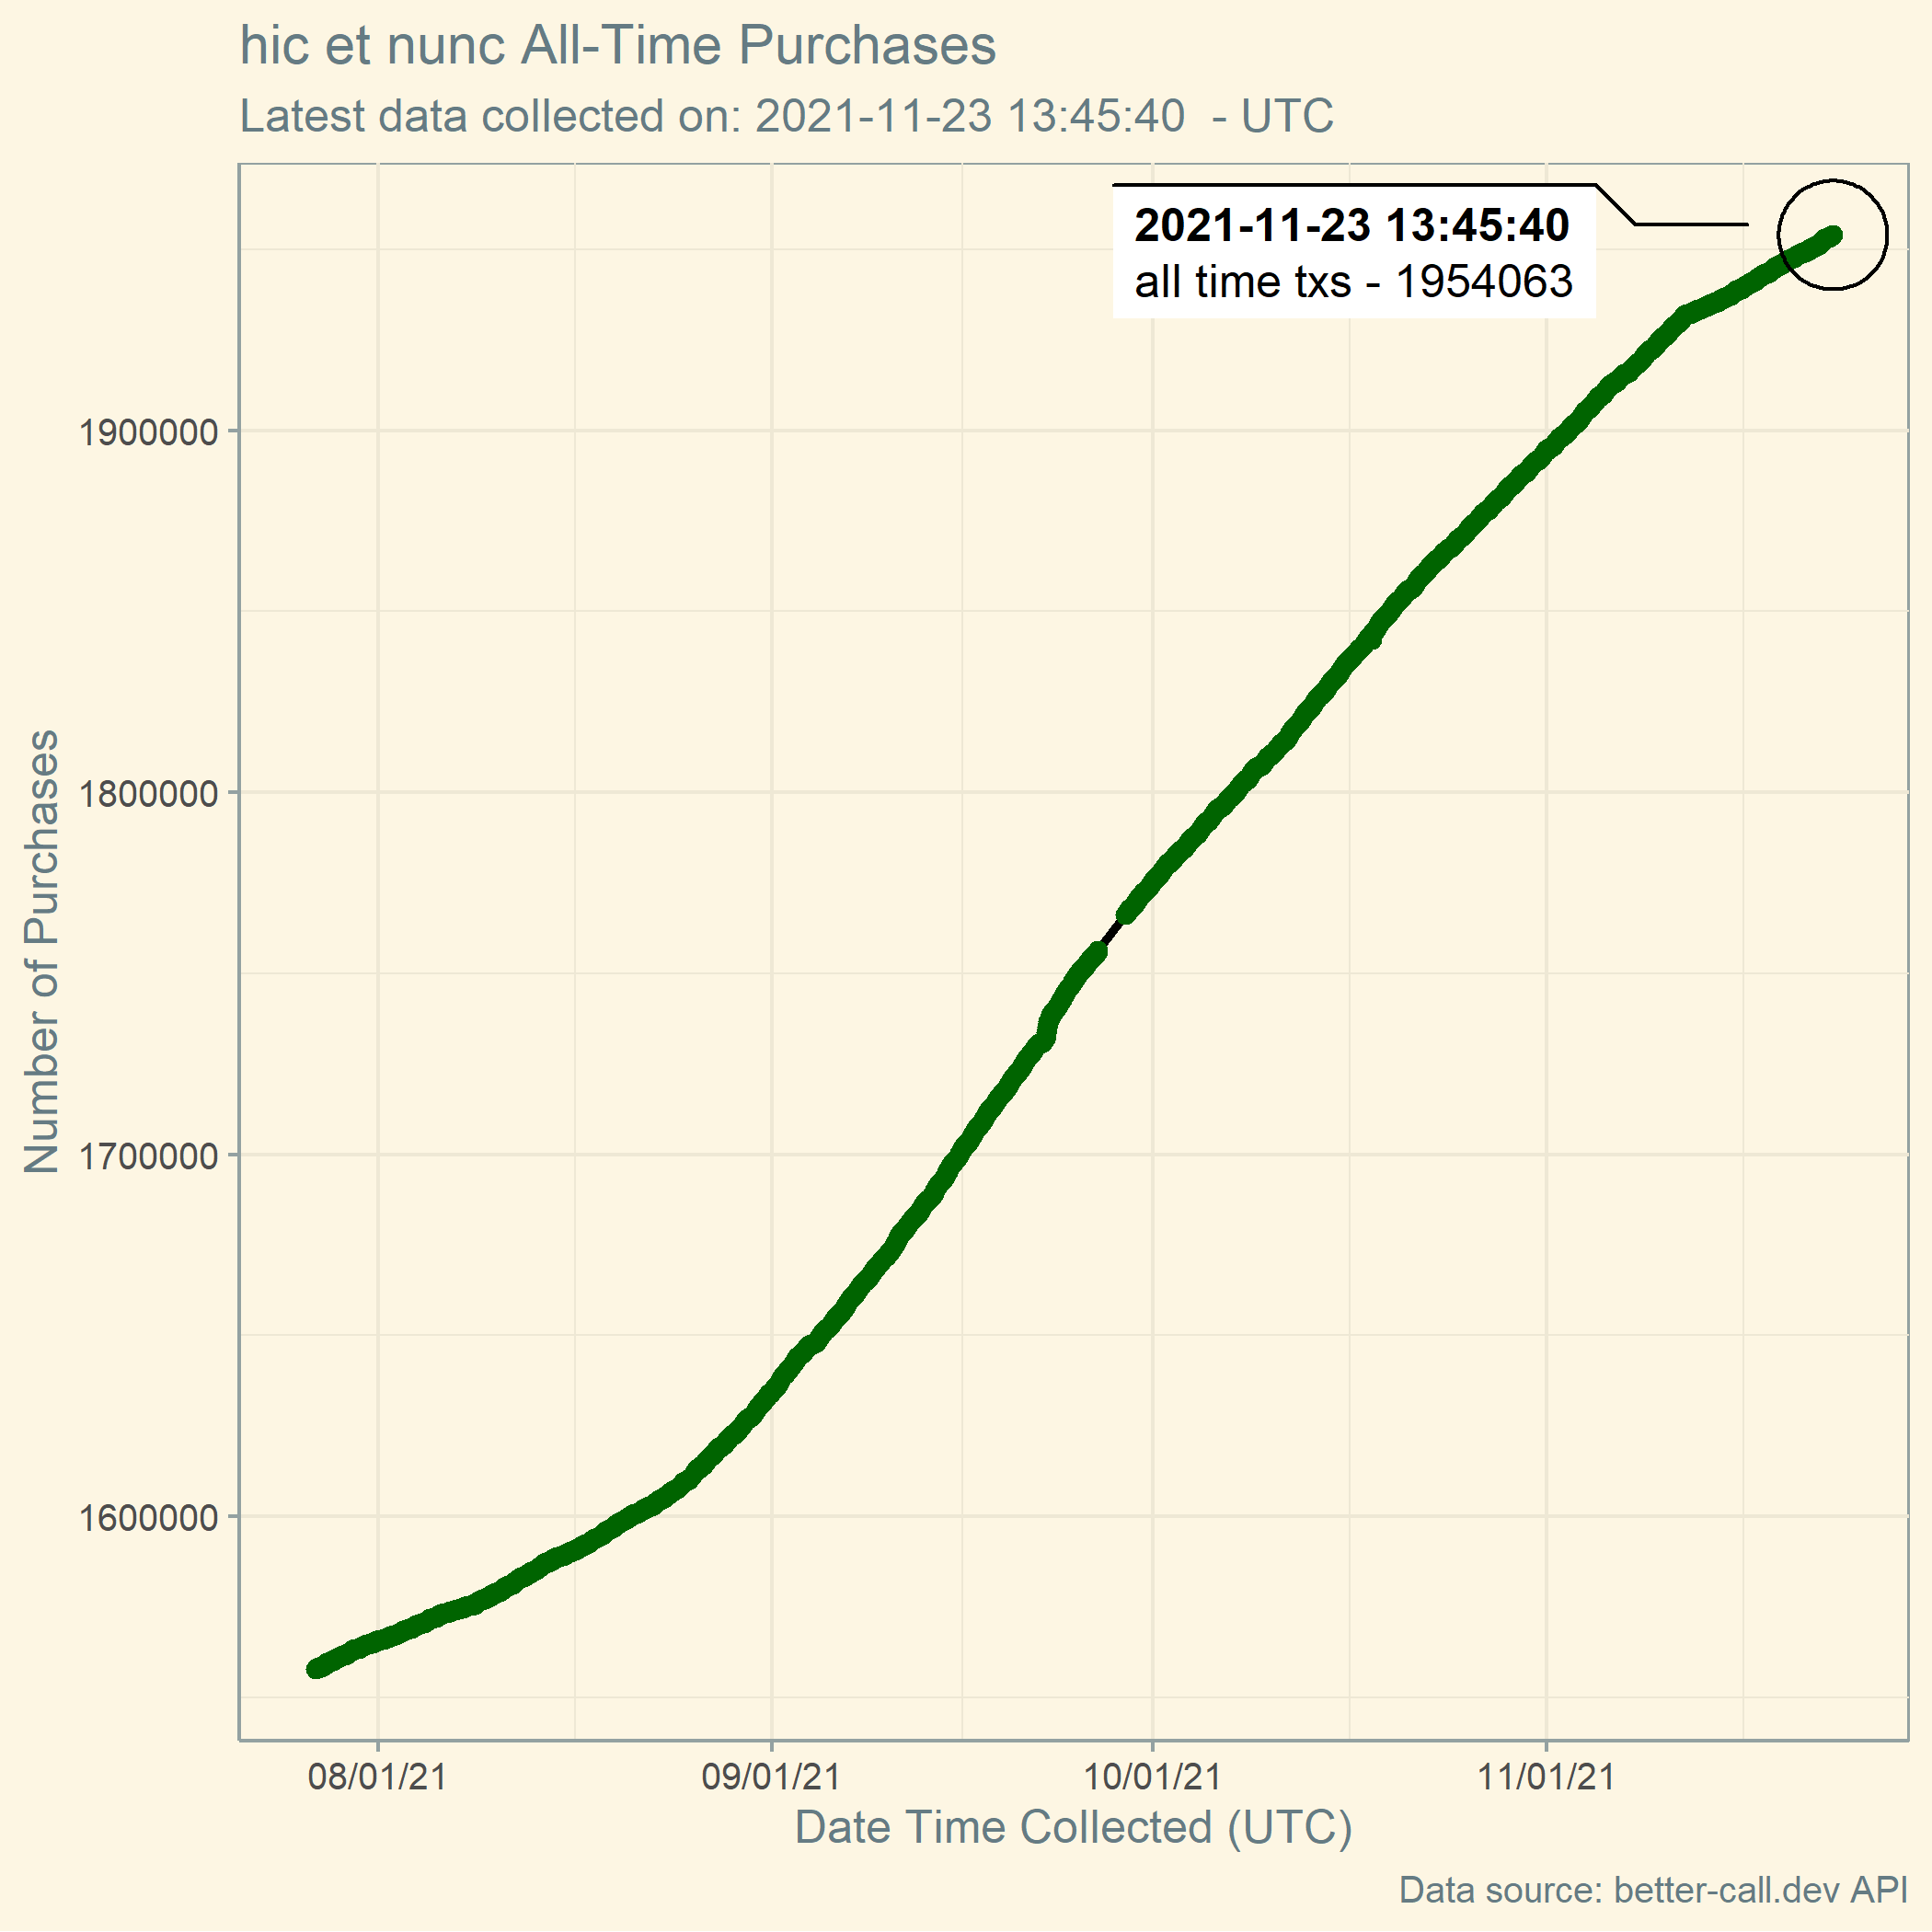 hic et nunc All-Time Purchases
Latest data collected on: 2021-11-23 13:45:40  - UTC
2021-11-23 13:45:40
all time txs - 1954063
Number of Purchases
1900000
1800000
1700000
1600000
08/01/21
09/01/21
10/01/21
11/01/21
Date Time Collected (UTC)
Data source: better-call.dev API